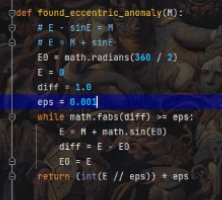 def found_eccentric_anomaly(M):
    # E - sinE = M
    # E = M + sinE
    E0 = math.radians(360 / 2)
    E = 0
    diff = 1.0
    eps = 0.001
    while math.fabs(diff) >= eps:
        E = M + math.sin(E0)
        diff = E - E0
        E0 = E
    return (int(E // eps)) * eps